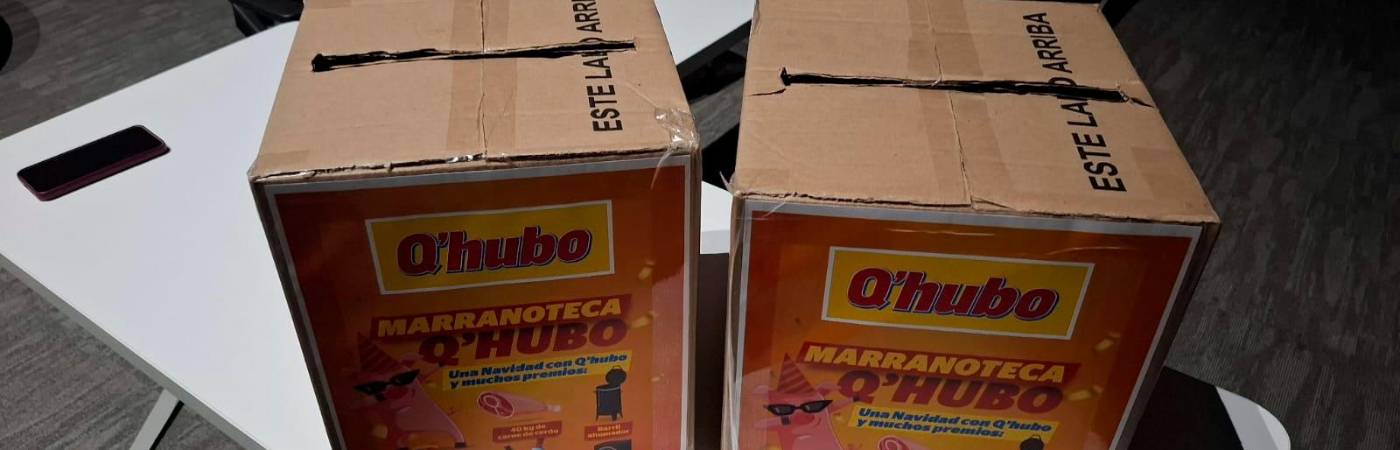 ESTE LADO ARRIBA
Q'hubo
MARRANOTECA
Q'HUBO
Una Navidad con Q'hubo
y muchos premios:
40 kg de
carne de cerdo
Barril
ahumador
ESTE LADO ARRIBA
Q'hubo
MARRANOTECA
Q'HUBO
Una Navidad con Q'hubo
y muchos premios: